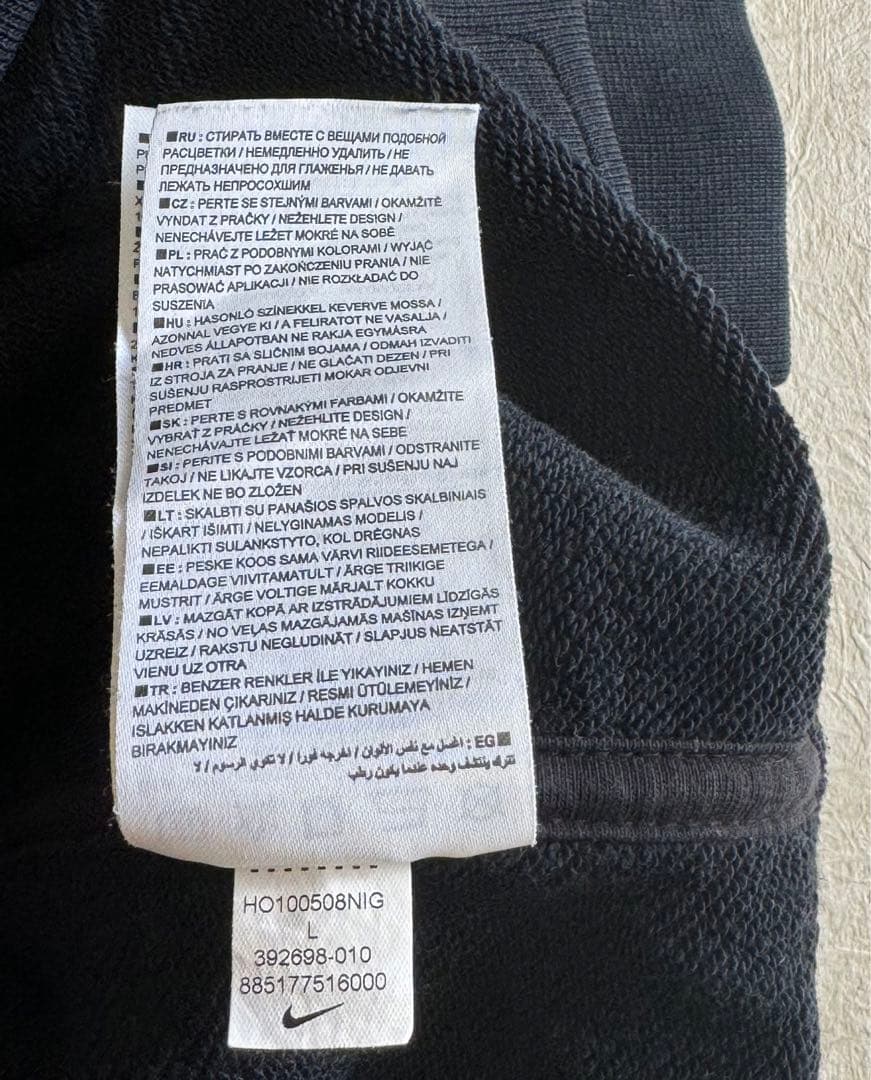 RU : СТИРАТЬ ВМЕСТЕ С ВЕЩАМИ ПОДОБНОЙ
РАСЦВЕТКИ / НЕМЕДЛЕННО УДАЛИТЬ / НЕ
ПРЕДНАЗНАЧЕНО ДЛЯ ГЛАЖЕНЬЯ / НЕ ДАВАТЬ
ЛЕЖАТЬ НЕПРОСОХШИМ
CZ : PERTE SE STEJNÝMI BARVAMI / OKAMŽITĚ
VYNDAT Z PRAČKY / NEŽEHLETE DESIGN /
NENECHÁVEJTE LEŽET MOKRÉ NA SOBĚ
PL : PRAĆ Z PODOBNYMI KOLORAMI / WYJĄĆ
NATYCHMIAST PO ZAKOŃCZENIU PRANIA / NIE
PRASOWAĆ APLIKACJI / NIE ROZKŁADAĆ DO
SUSZENIA
HU : HASONLÓ SZÍNEKKEL KEVERVE MOSSA /
AZONNAL VEGYE KI / A FELIRATOT NE VASALJA /
NEDVES ÁLLAPOTBAN NE RAKJA EGYMÁSRA
HR : PRATI SA SLIČNIM BOJAMA / ODMAH IZVADITI
IZ STROJA ZA PRANJE / NE GLAČATI DEZEN / PRI
SUŠENJU RASPROSTRIJETI MOKAR ODJEVNI
PREDMET
SK : PERTE S ROVNAKÝMI FARBAMI / OKAMŽITE
VYBRAŤ Z PRÁČKY / NEŽEHLITE DESIGN /
NENECHÁVAJTE LEŽAŤ MOKRÉ NA SEBE
SI : PERITE S PODOBNIMI BARVAMI / ODSTRANITE
TAKOJ / NE LIKAJTE VZORCA / PRI SUŠENJU NAJ
IZDELEK NE BO ZLOŽEN
LT : SKALBTI SU PANAŠIOS SPALVOS SKALBINIAIS
/ IŠKART IŠIMTI / NELYGINAMAS MODELIS /
NEPALIKTI SULANKSTYTO, KOL DRĖGNAS
EE : PESKE KOOS SAMA VÄRVI RIIDEESEMETEGA /
EEMALDAGE VIIVITAMATULT / ÄRGE TRIIKIGE
MUSTRIT / ÄRGE VOLTIGE MÄRJALT KOKKU
LV : MAZGĀT KOPĀ AR IZSTRĀDĀJUMIEM LĪDZĪGĀS
KRĀSĀS / NO VEĻAS MAZGĀJAMĀS MAŠĪNAS IZŅEMT
UZREIZ / RAKSTU NEGLUDINĀT / SLAPJUS NEATSTĀT
VIENU UZ OTRA
TR : BENZER RENKLER İLE YIKAYINIZ / HEMEN
MAKİNEDEN ÇIKARINIZ / RESMI ÜTÜLEMEYİNİZ /
ISLAKKEN KATLANMIŞ HALDE KURUMAYA
BIRAKMAYINIZ
EG : اغسل مع نفس الألوان / اخرجه فورا / لا تكوي الرسوم / لا
تترك وحده عندما يكون رطب
HO100508NIG
L
392698-010
885177516000